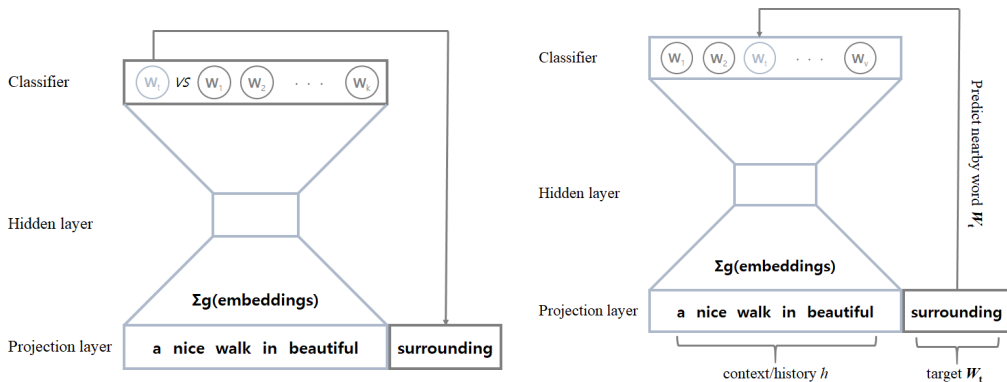 Classifier
Wt VS W1 W2 · · · Wk
Hidden layer
Σg(embeddings)
Projection layer
a nice walk in beautiful surrounding
Classifier
W1 W2 Wt · · · Wv
Predict nearby word Wt
Hidden layer
Σg(embeddings)
Projection layer
a nice walk in beautiful surrounding
context/history h target Wt